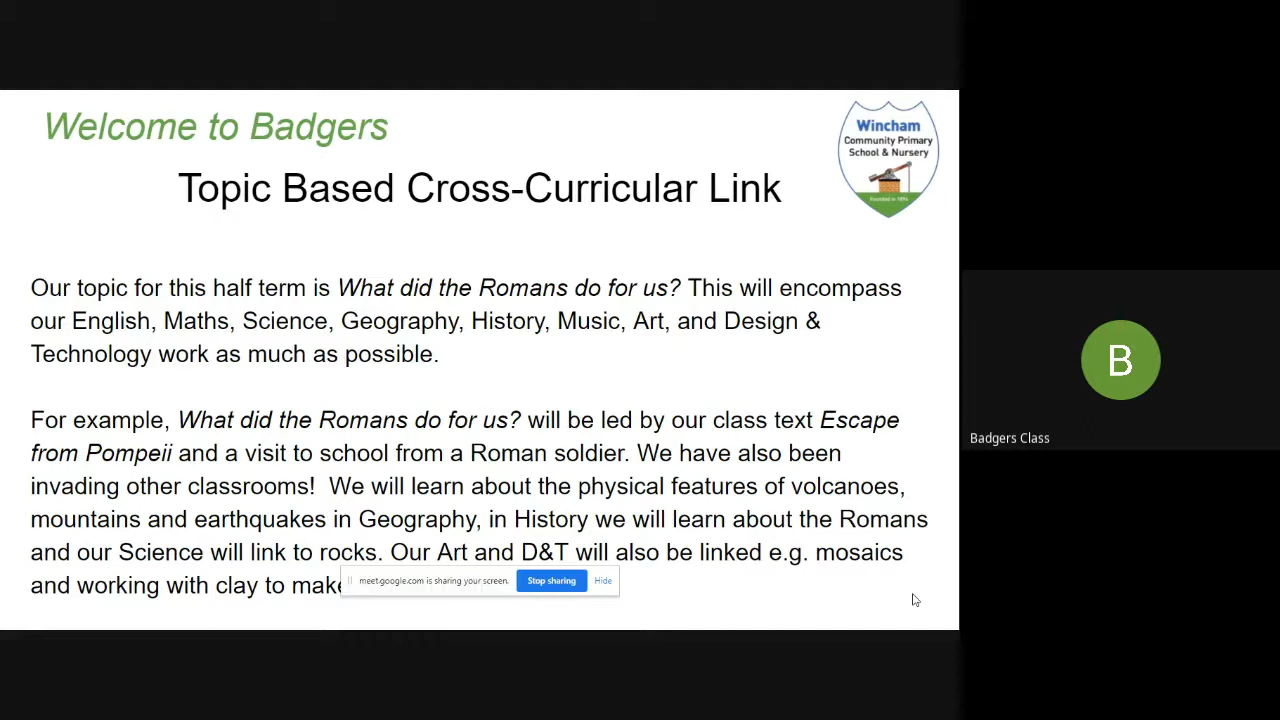 Welcome to Badgers
Wincham
Community Primary
School & Nursery
Founded in 1894
Topic Based Cross-Curricular Link
Our topic for this half term is What did the Romans do for us? This will encompass
our English, Maths, Science, Geography, History, Music, Art, and Design &
Technology work as much as possible.
For example, What did the Romans do for us? will be led by our class text Escape
from Pompeii and a visit to school from a Roman soldier. We have also been
invading other classrooms!  We will learn about the physical features of volcanoes,
mountains and earthquakes in Geography, in History we will learn about the Romans
and our Science will link to rocks. Our Art and D&T will also be linked e.g. mosaics
and working with clay to make
meet.google.com is sharing your screen. Stop sharing Hide
B
Badgers Class